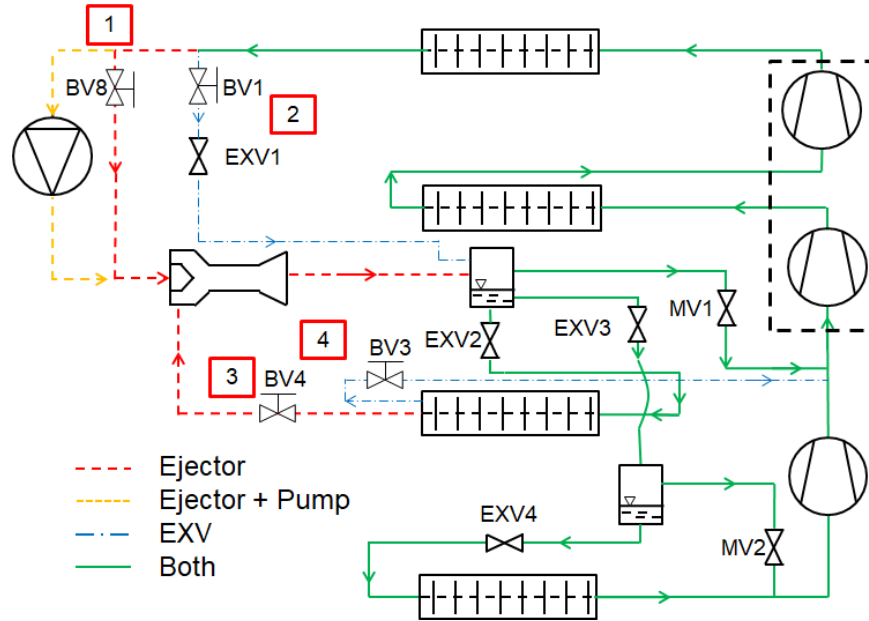 1
BV8
BV1
2
EXV1
EXV2
EXV3
MV1
4
BV3
3
BV4
Ejector
Ejector + Pump
EXV
Both
EXV4
MV2